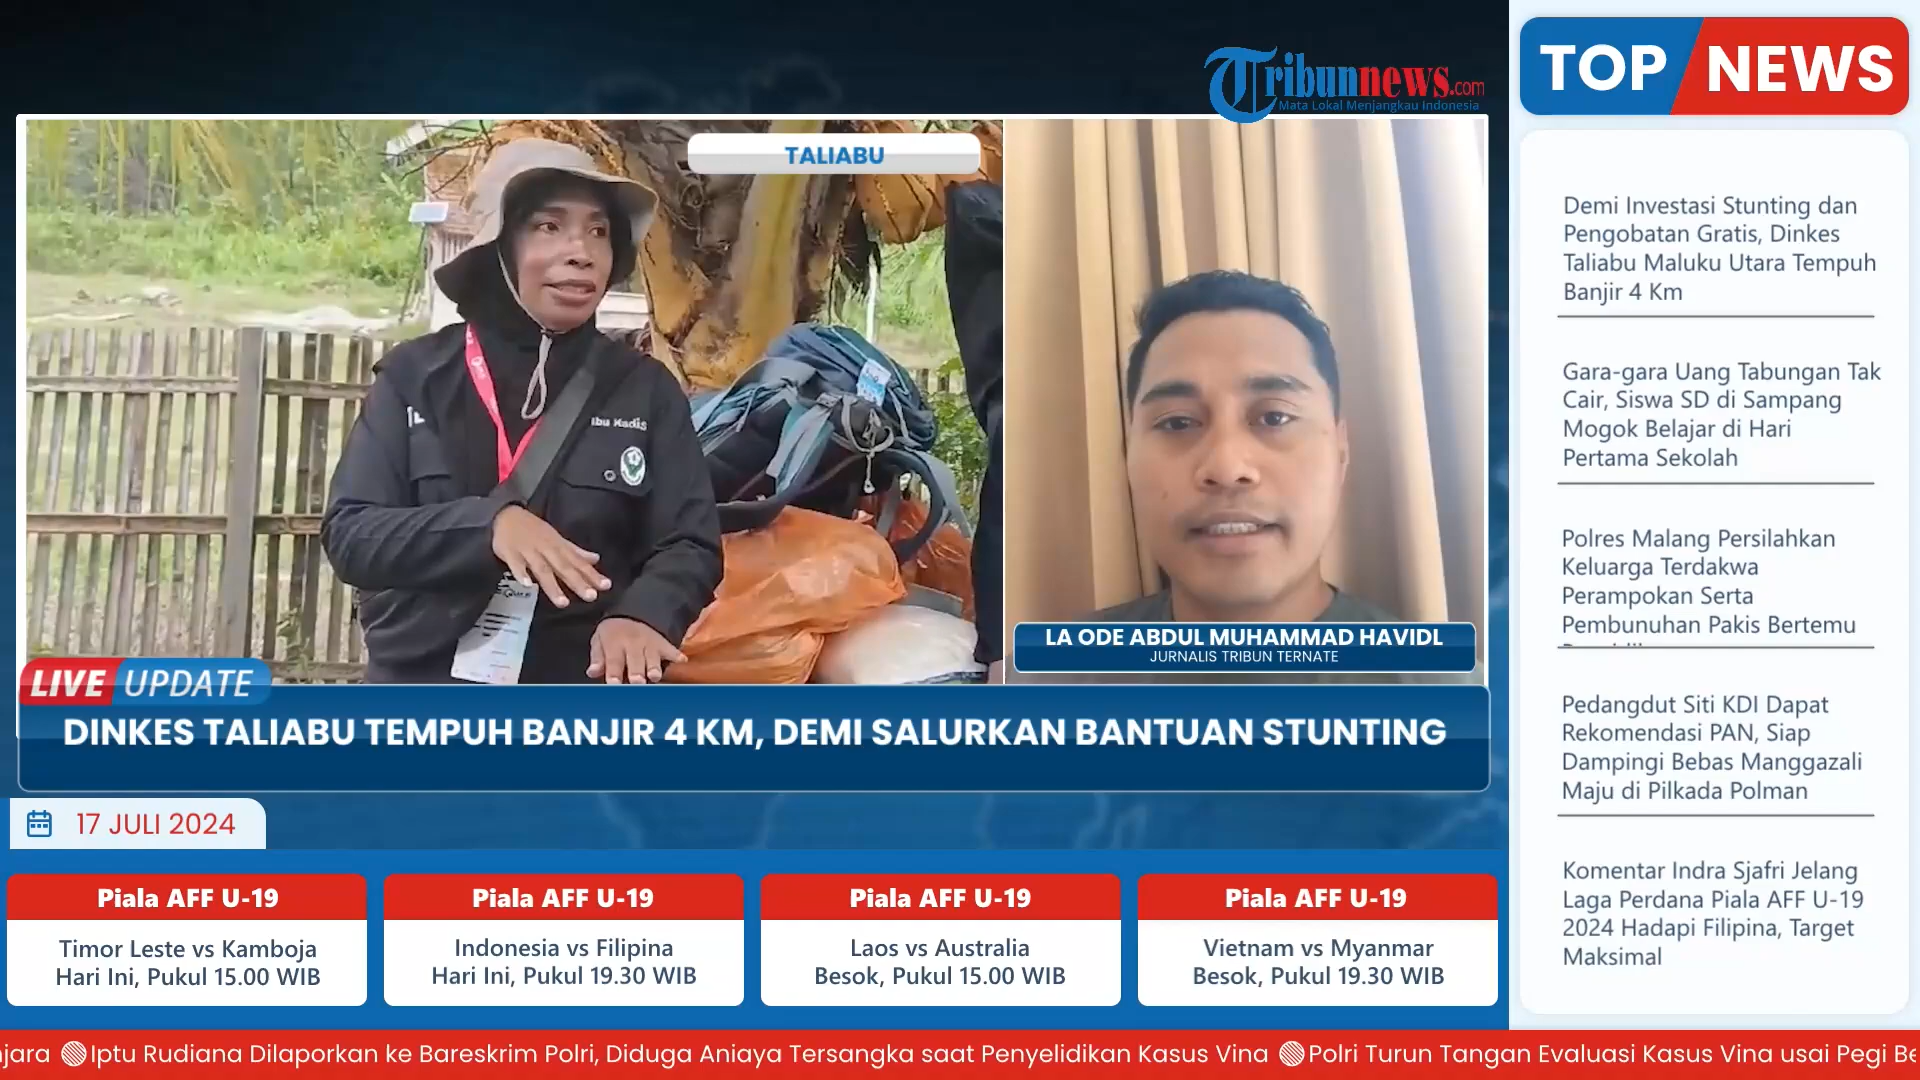 Tribunnews.com
Mata Lokal Menjangkau Indonesia
TOP NEWS
TALIABU
Ibu Kadis
LA ODE ABDUL MUHAMMAD HAVIDL
JURNALIS TRIBUN TERNATE
LIVE UPDATE
DINKES TALIABU TEMPUH BANJIR 4 KM, DEMI SALURKAN BANTUAN STUNTING
17 JULI 2024
Demi Investasi Stunting dan
Pengobatan Gratis, Dinkes
Taliabu Maluku Utara Tempuh
Banjir 4 Km
Gara-gara Uang Tabungan Tak
Cair, Siswa SD di Sampang
Mogok Belajar di Hari
Pertama Sekolah
Polres Malang Persilahkan
Keluarga Terdakwa
Perampokan Serta
Pembunuhan Pakis Bertemu
Pedangdut Siti KDI Dapat
Rekomendasi PAN, Siap
Dampingi Bebas Manggazali
Maju di Pilkada Polman
Komentar Indra Sjafri Jelang
Laga Perdana Piala AFF U-19
2024 Hadapi Filipina, Target
Maksimal
Piala AFF U-19
Timor Leste vs Kamboja
Hari Ini, Pukul 15.00 WIB
Piala AFF U-19
Indonesia vs Filipina
Hari Ini, Pukul 19.30 WIB
Piala AFF U-19
Laos vs Australia
Besok, Pukul 15.00 WIB
Piala AFF U-19
Vietnam vs Myanmar
Besok, Pukul 19.30 WIB
jara Iptu Rudiana Dilaporkan ke Bareskrim Polri, Diduga Aniaya Tersangka saat Penyelidikan Kasus Vina Polri Turun Tangan Evaluasi Kasus Vina usai Pegi Be